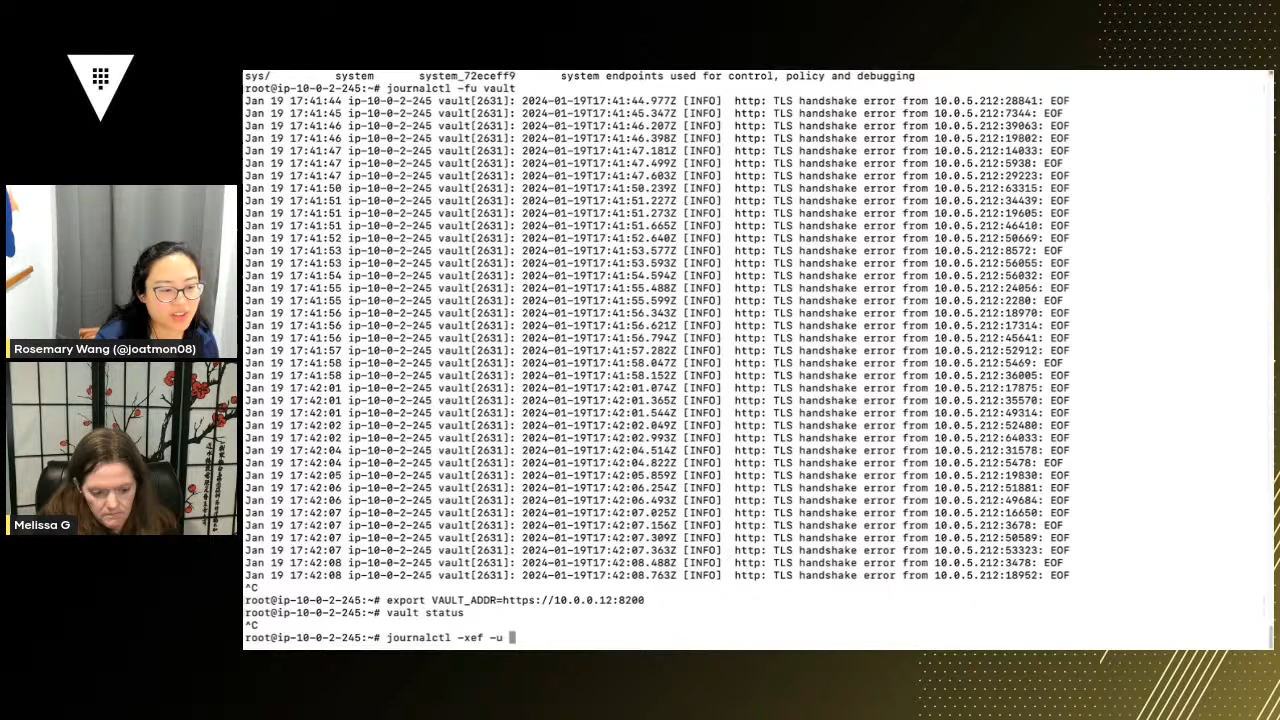 sys/           system       system_72eceff9       system endpoints used for control, policy and debugging
root@ip-10-0-2-245:~# journalctl -fu vault
Jan 19 17:41:44 ip-10-0-2-245 vault[2631]: 2024-01-19T17:41:44.977Z [INFO]  http: TLS handshake error from 10.0.5.212:28841: EOF
Jan 19 17:41:45 ip-10-0-2-245 vault[2631]: 2024-01-19T17:41:45.347Z [INFO]  http: TLS handshake error from 10.0.5.212:7344: EOF
Jan 19 17:41:46 ip-10-0-2-245 vault[2631]: 2024-01-19T17:41:46.207Z [INFO]  http: TLS handshake error from 10.0.5.212:39063: EOF
Jan 19 17:41:46 ip-10-0-2-245 vault[2631]: 2024-01-19T17:41:46.398Z [INFO]  http: TLS handshake error from 10.0.5.212:19802: EOF
Jan 19 17:41:47 ip-10-0-2-245 vault[2631]: 2024-01-19T17:41:47.181Z [INFO]  http: TLS handshake error from 10.0.5.212:14033: EOF
Jan 19 17:41:47 ip-10-0-2-245 vault[2631]: 2024-01-19T17:41:47.499Z [INFO]  http: TLS handshake error from 10.0.5.212:5938: EOF
Jan 19 17:41:47 ip-10-0-2-245 vault[2631]: 2024-01-19T17:41:47.603Z [INFO]  http: TLS handshake error from 10.0.5.212:29223: EOF
Jan 19 17:41:50 ip-10-0-2-245 vault[2631]: 2024-01-19T17:41:50.239Z [INFO]  http: TLS handshake error from 10.0.5.212:63315: EOF
Jan 19 17:41:51 ip-10-0-2-245 vault[2631]: 2024-01-19T17:41:51.227Z [INFO]  http: TLS handshake error from 10.0.5.212:34439: EOF
Jan 19 17:41:51 ip-10-0-2-245 vault[2631]: 2024-01-19T17:41:51.273Z [INFO]  http: TLS handshake error from 10.0.5.212:19605: EOF
Jan 19 17:41:51 ip-10-0-2-245 vault[2631]: 2024-01-19T17:41:51.665Z [INFO]  http: TLS handshake error from 10.0.5.212:46410: EOF
Jan 19 17:41:52 ip-10-0-2-245 vault[2631]: 2024-01-19T17:41:52.640Z [INFO]  http: TLS handshake error from 10.0.5.212:50669: EOF
Jan 19 17:41:53 ip-10-0-2-245 vault[2631]: 2024-01-19T17:41:53.577Z [INFO]  http: TLS handshake error from 10.0.5.212:8572: EOF
Jan 19 17:41:53 ip-10-0-2-245 vault[2631]: 2024-01-19T17:41:53.593Z [INFO]  http: TLS handshake error from 10.0.5.212:56055: EOF
Jan 19 17:41:54 ip-10-0-2-245 vault[2631]: 2024-01-19T17:41:54.594Z [INFO]  http: TLS handshake error from 10.0.5.212:56032: EOF
Jan 19 17:41:55 ip-10-0-2-245 vault[2631]: 2024-01-19T17:41:55.488Z [INFO]  http: TLS handshake error from 10.0.5.212:24056: EOF
Jan 19 17:41:55 ip-10-0-2-245 vault[2631]: 2024-01-19T17:41:55.599Z [INFO]  http: TLS handshake error from 10.0.5.212:2280: EOF
Jan 19 17:41:56 ip-10-0-2-245 vault[2631]: 2024-01-19T17:41:56.343Z [INFO]  http: TLS handshake error from 10.0.5.212:18970: EOF
Jan 19 17:41:56 ip-10-0-2-245 vault[2631]: 2024-01-19T17:41:56.621Z [INFO]  http: TLS handshake error from 10.0.5.212:17314: EOF
Jan 19 17:41:56 ip-10-0-2-245 vault[2631]: 2024-01-19T17:41:56.794Z [INFO]  http: TLS handshake error from 10.0.5.212:45641: EOF
Jan 19 17:41:57 ip-10-0-2-245 vault[2631]: 2024-01-19T17:41:57.282Z [INFO]  http: TLS handshake error from 10.0.5.212:52912: EOF
Jan 19 17:41:58 ip-10-0-2-245 vault[2631]: 2024-01-19T17:41:58.047Z [INFO]  http: TLS handshake error from 10.0.5.212:5469: EOF
Jan 19 17:41:58 ip-10-0-2-245 vault[2631]: 2024-01-19T17:41:58.152Z [INFO]  http: TLS handshake error from 10.0.5.212:36005: EOF
Jan 19 17:42:01 ip-10-0-2-245 vault[2631]: 2024-01-19T17:42:01.074Z [INFO]  http: TLS handshake error from 10.0.5.212:17875: EOF
Jan 19 17:42:01 ip-10-0-2-245 vault[2631]: 2024-01-19T17:42:01.365Z [INFO]  http: TLS handshake error from 10.0.5.212:35570: EOF
Jan 19 17:42:01 ip-10-0-2-245 vault[2631]: 2024-01-19T17:42:01.544Z [INFO]  http: TLS handshake error from 10.0.5.212:49314: EOF
Jan 19 17:42:02 ip-10-0-2-245 vault[2631]: 2024-01-19T17:42:02.049Z [INFO]  http: TLS handshake error from 10.0.5.212:52480: EOF
Jan 19 17:42:02 ip-10-0-2-245 vault[2631]: 2024-01-19T17:42:02.993Z [INFO]  http: TLS handshake error from 10.0.5.212:64033: EOF
Jan 19 17:42:04 ip-10-0-2-245 vault[2631]: 2024-01-19T17:42:04.514Z [INFO]  http: TLS handshake error from 10.0.5.212:31578: EOF
Jan 19 17:42:04 ip-10-0-2-245 vault[2631]: 2024-01-19T17:42:04.822Z [INFO]  http: TLS handshake error from 10.0.5.212:5478: EOF
Jan 19 17:42:05 ip-10-0-2-245 vault[2631]: 2024-01-19T17:42:05.859Z [INFO]  http: TLS handshake error from 10.0.5.212:19830: EOF
Jan 19 17:42:06 ip-10-0-2-245 vault[2631]: 2024-01-19T17:42:06.254Z [INFO]  http: TLS handshake error from 10.0.5.212:51881: EOF
Jan 19 17:42:06 ip-10-0-2-245 vault[2631]: 2024-01-19T17:42:06.493Z [INFO]  http: TLS handshake error from 10.0.5.212:49684: EOF
Jan 19 17:42:07 ip-10-0-2-245 vault[2631]: 2024-01-19T17:42:07.025Z [INFO]  http: TLS handshake error from 10.0.5.212:16650: EOF
Jan 19 17:42:07 ip-10-0-2-245 vault[2631]: 2024-01-19T17:42:07.156Z [INFO]  http: TLS handshake error from 10.0.5.212:3678: EOF
Jan 19 17:42:07 ip-10-0-2-245 vault[2631]: 2024-01-19T17:42:07.309Z [INFO]  http: TLS handshake error from 10.0.5.212:50589: EOF
Jan 19 17:42:07 ip-10-0-2-245 vault[2631]: 2024-01-19T17:42:07.363Z [INFO]  http: TLS handshake error from 10.0.5.212:53323: EOF
Jan 19 17:42:08 ip-10-0-2-245 vault[2631]: 2024-01-19T17:42:08.488Z [INFO]  http: TLS handshake error from 10.0.5.212:3478: EOF
Jan 19 17:42:08 ip-10-0-2-245 vault[2631]: 2024-01-19T17:42:08.763Z [INFO]  http: TLS handshake error from 10.0.5.212:18952: EOF
^C
root@ip-10-0-2-245:~# export VAULT_ADDR=https://10.0.0.12:8200
root@ip-10-0-2-245:~# vault status
^C
root@ip-10-0-2-245:~# journalctl -xef -u
Rosemary Wang (@joatmon08)
Melissa G